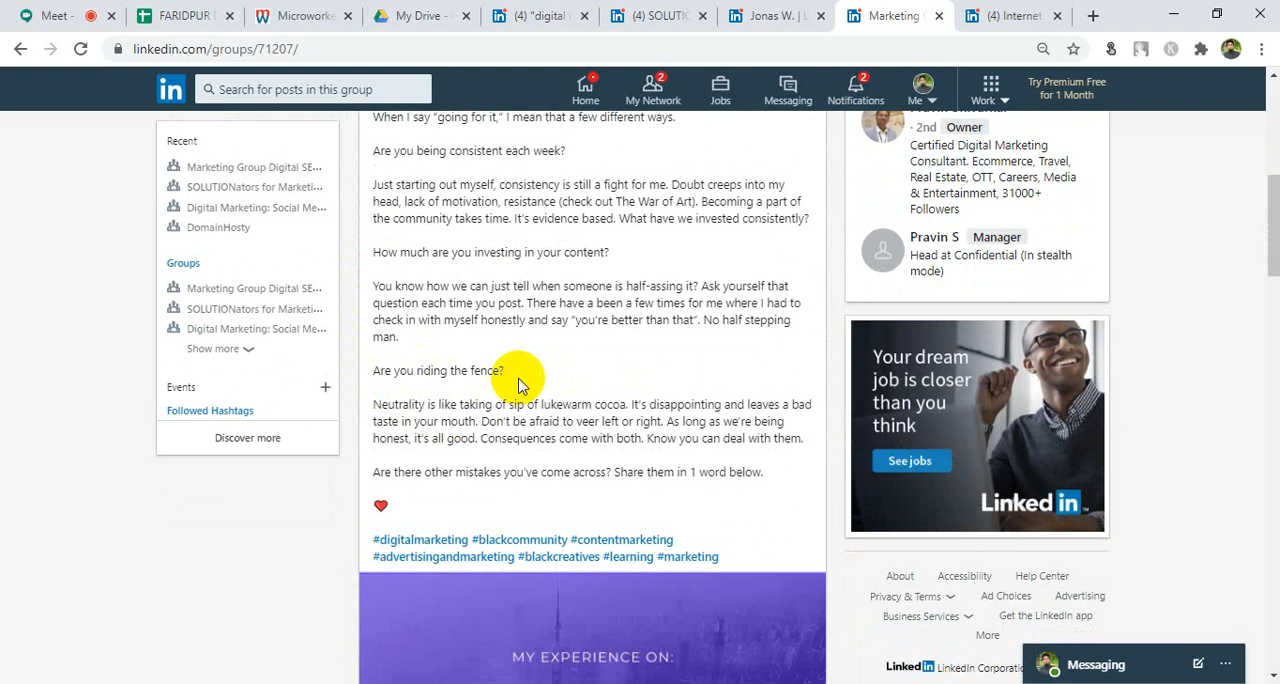 Meet -
FARIDPUR D
Microworke
My Drive -
(4) "digital
(4) SOLUTI
Jonas W. | L
Marketing
(4) Internet
linkedin.com/groups/71207/
in
Search for posts in this group
Home
2
My Network
Jobs
Messaging
2
Notifications
Me
Work
Try Premium Free
for 1 Month
Recent
Marketing Group Digital SE...
SOLUTIONators for Marketi...
Digital Marketing: Social Me...
DomainHosty
Groups
Marketing Group Digital SE...
SOLUTIONators for Marketi...
Digital Marketing: Social Me...
Show more
Events
Followed Hashtags
Discover more
When I say "going for it," I mean that a few different ways.
Are you being consistent each week?
Just starting out myself, consistency is still a fight for me. Doubt creeps into my
head, lack of motivation, resistance (check out The War of Art). Becoming a part of
the community takes time. It's evidence based. What have we invested consistently?
How much are you investing in your content?
You know how we can just tell when someone is half-assing it? Ask yourself that
question each time you post. There have a been a few times for me where I had to
check in with myself honestly and say "you're better than that". No half stepping
man.
Are you riding the fence?
Neutrality is like taking of sip of lukewarm cocoa. It's disappointing and leaves a bad
taste in your mouth. Don't be afraid to veer left or right. As long as we're being
honest, it's all good. Consequences come with both. Know you can deal with them.
Are there other mistakes you've come across? Share them in 1 word below.
#digitalmarketing #blackcommunity #contentmarketing
#advertisingandmarketing #blackcreatives #learning #marketing
MY EXPERIENCE ON:
· 2nd Owner
Certified Digital Marketing
Consultant. Ecommerce, Travel,
Real Estate, OTT, Careers, Media
& Entertainment, 31000+
Followers
Pravin S Manager
Head at Confidential (In stealth
mode)
Your dream
job is closer
than you
think
See jobs
Linked in
About Accessibility Help Center
Privacy & Terms Ad Choices Advertising
Business Services Get the LinkedIn app
More
Linked in LinkedIn Corporatio
Messaging